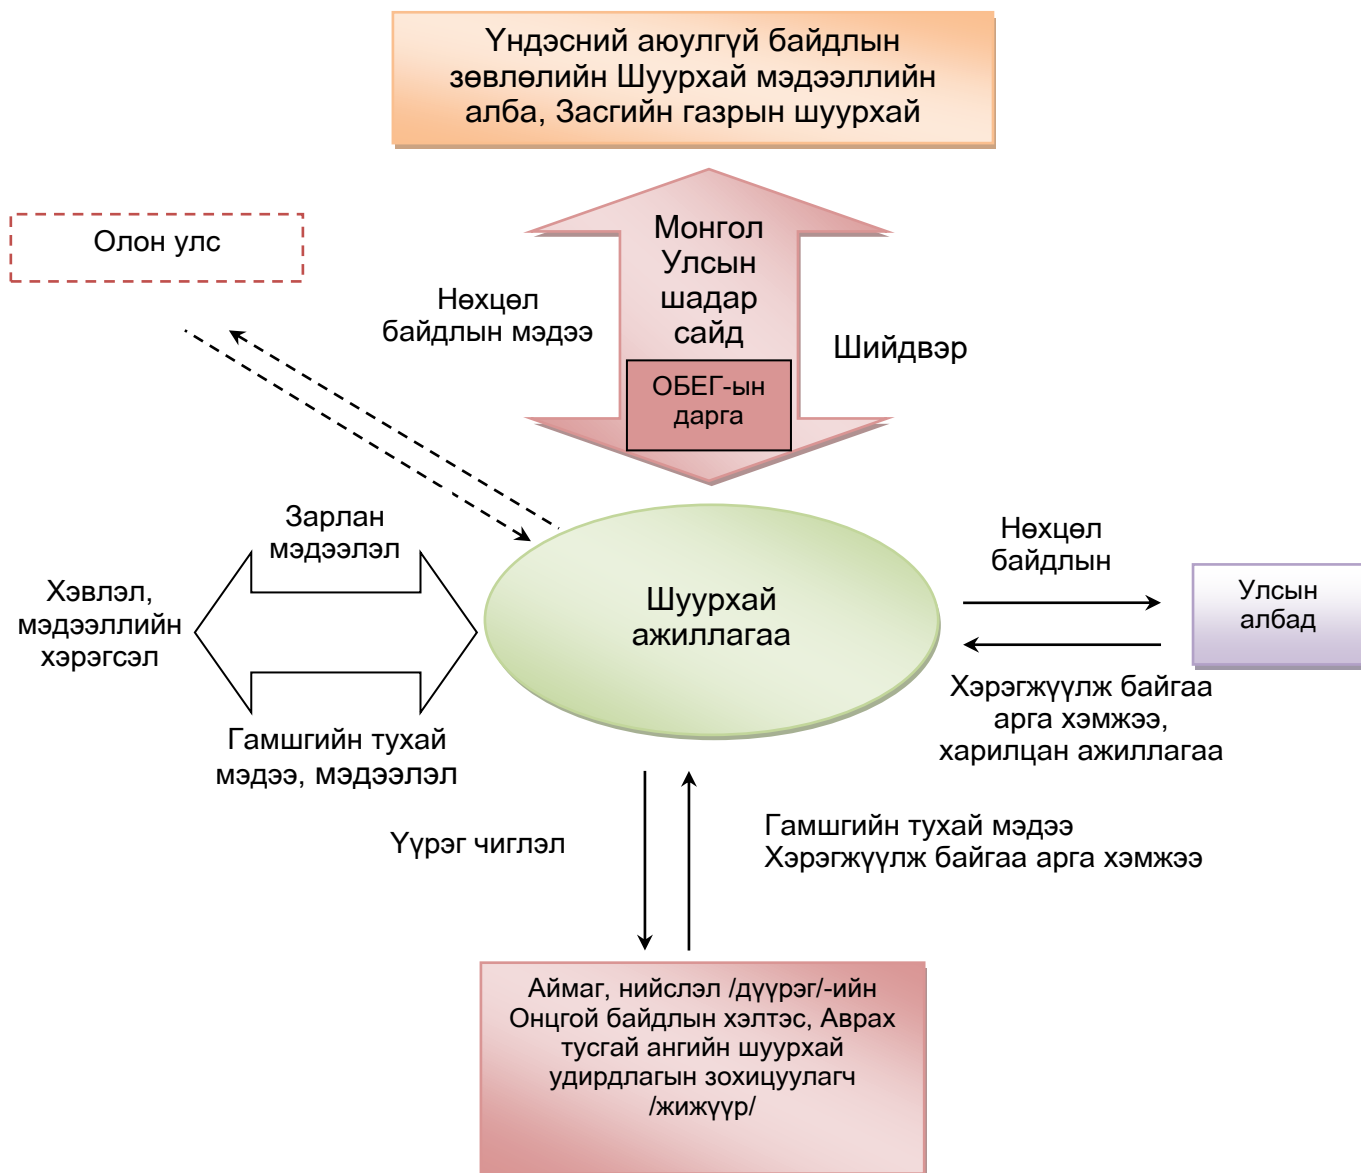 Үндэсний аюулгүй байдлын
зөвлөлийн Шуурхай мэдээллийн
алба, Засгийн газрын шуурхай
Олон улс
Монгол
Улсын
шадар
сайд
ОБЕГ-ын
дарга
Нөхцөл
байдлын мэдээ
Шийдвэр
Зарлан
мэдээлэл
Хэвлэл,
мэдээллийн
хэрэгсэл
Гамшгийн тухай
мэдээ, мэдээлэл
Шуурхай
ажиллагаа
Нөхцөл
байдлын
Улсын
албад
Хэрэгжүүлж байгаа
арга хэмжээ,
харилцан ажиллагаа
Үүрэг чиглэл
Гамшгийн тухай мэдээ
Хэрэгжүүлж байгаа арга хэмжээ
Аймаг, нийслэл /дүүрэг/-ийн
Онцгой байдлын хэлтэс, Аврах
тусгай ангийн шуурхай
удирдлагын зохицуулагч
/жижүүр/